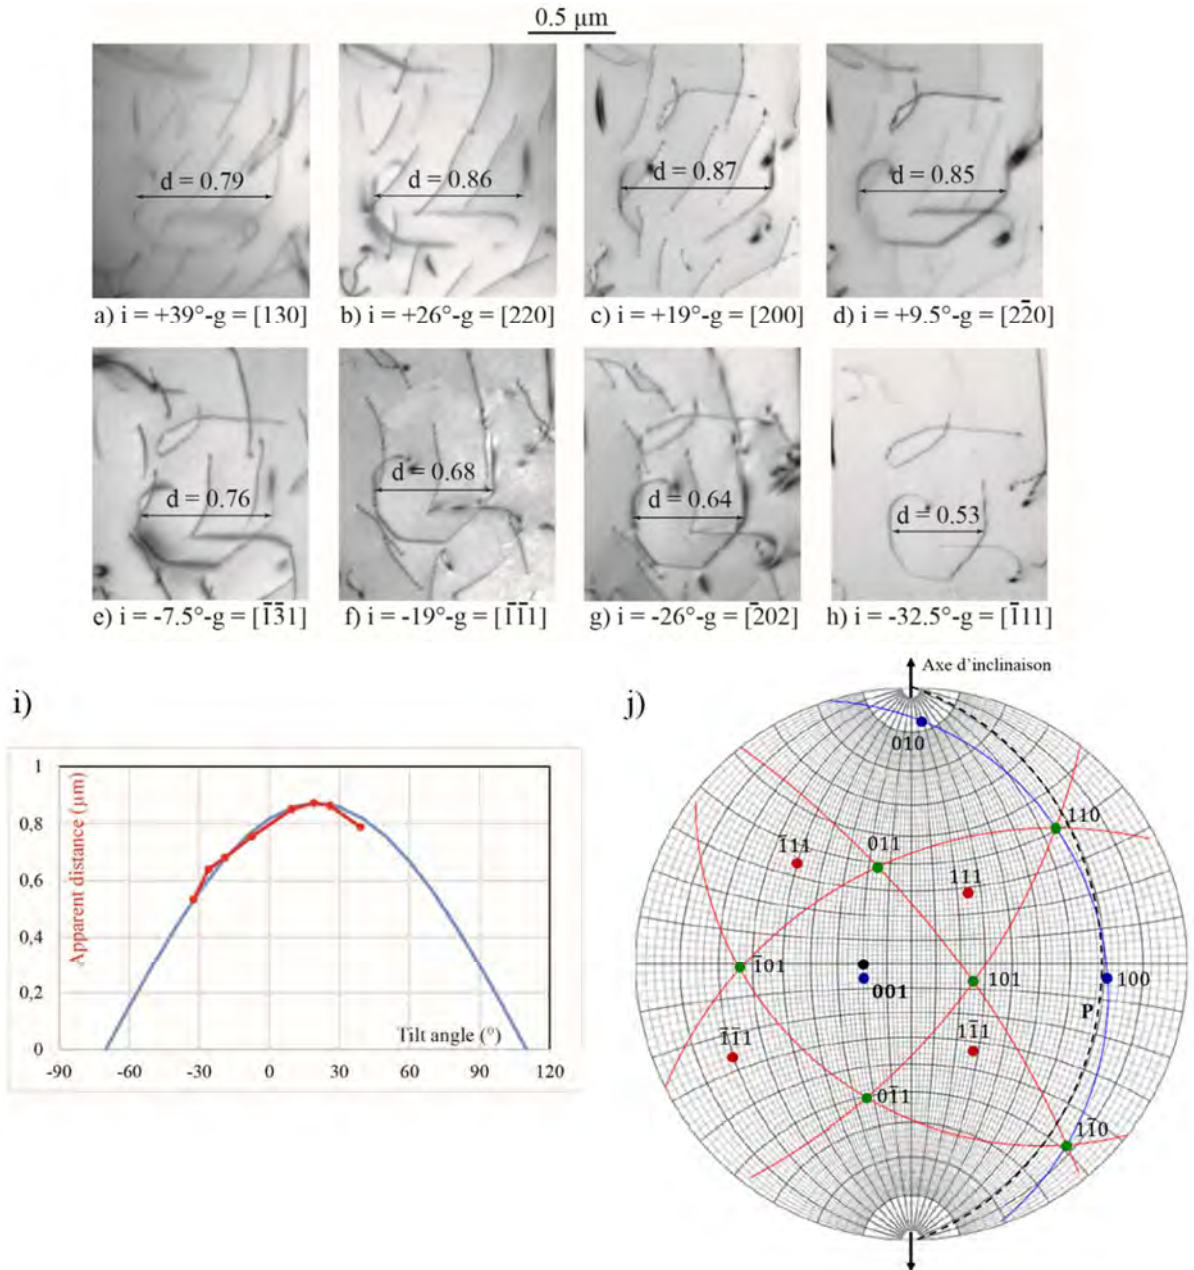 0.5 µm
d = 0.79
d = 0.86
d = 0.87
d = 0.85
a) i = +39°-g = [130]
b) i = +26°-g = [220]
c) i = +19°-g = [200]
d) i = +9.5°-g = [22̄0]
d = 0.76
d = 0.68
d = 0.64
d = 0.53
e) i = -7.5°-g = [1̄3̄1]
f) i = -19°-g = [1̄1̄1]
g) i = -26°-g = [2̄02]
h) i = -32.5°-g = [1̄11]
i)
j)
Axe d’inclinaison
1
0,8
0,6
0,4
0,2
0
Apparent distance (µm)
Tilt angle (°)
-90
-60
-30
0
30
60
90
120
010
110
1̄11
011
111
1̄01
001
101
100
P
1̄1̄1
11̄1
01̄1
11̄0